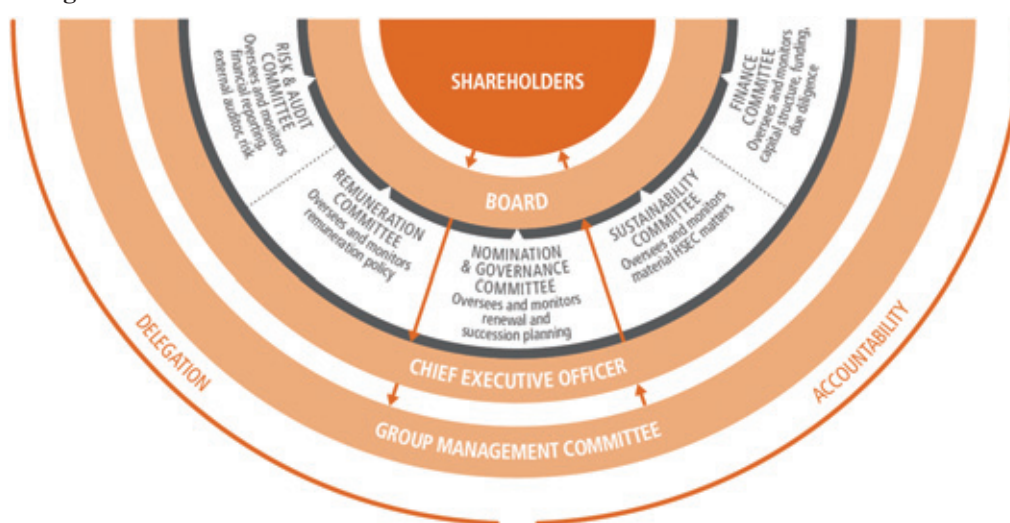 SHAREHOLDERS
BOARD
RISK & AUDIT
COMMITTEE
Oversees and monitors
financial reporting,
external auditor, risk
REMUNERATION
COMMITTEE
Oversees and monitors
remuneration policy
NOMINATION
& GOVERNANCE
COMMITTEE
Oversees and monitors
renewal and
succession planning
SUSTAINABILITY
COMMITTEE
Oversees and monitors
material HSEC matters
FINANCE
COMMITTEE
Oversees and monitors
capital structure, funding,
due diligence
CHIEF EXECUTIVE OFFICER
GROUP MANAGEMENT COMMITTEE
DELEGATION
ACCOUNTABILITY